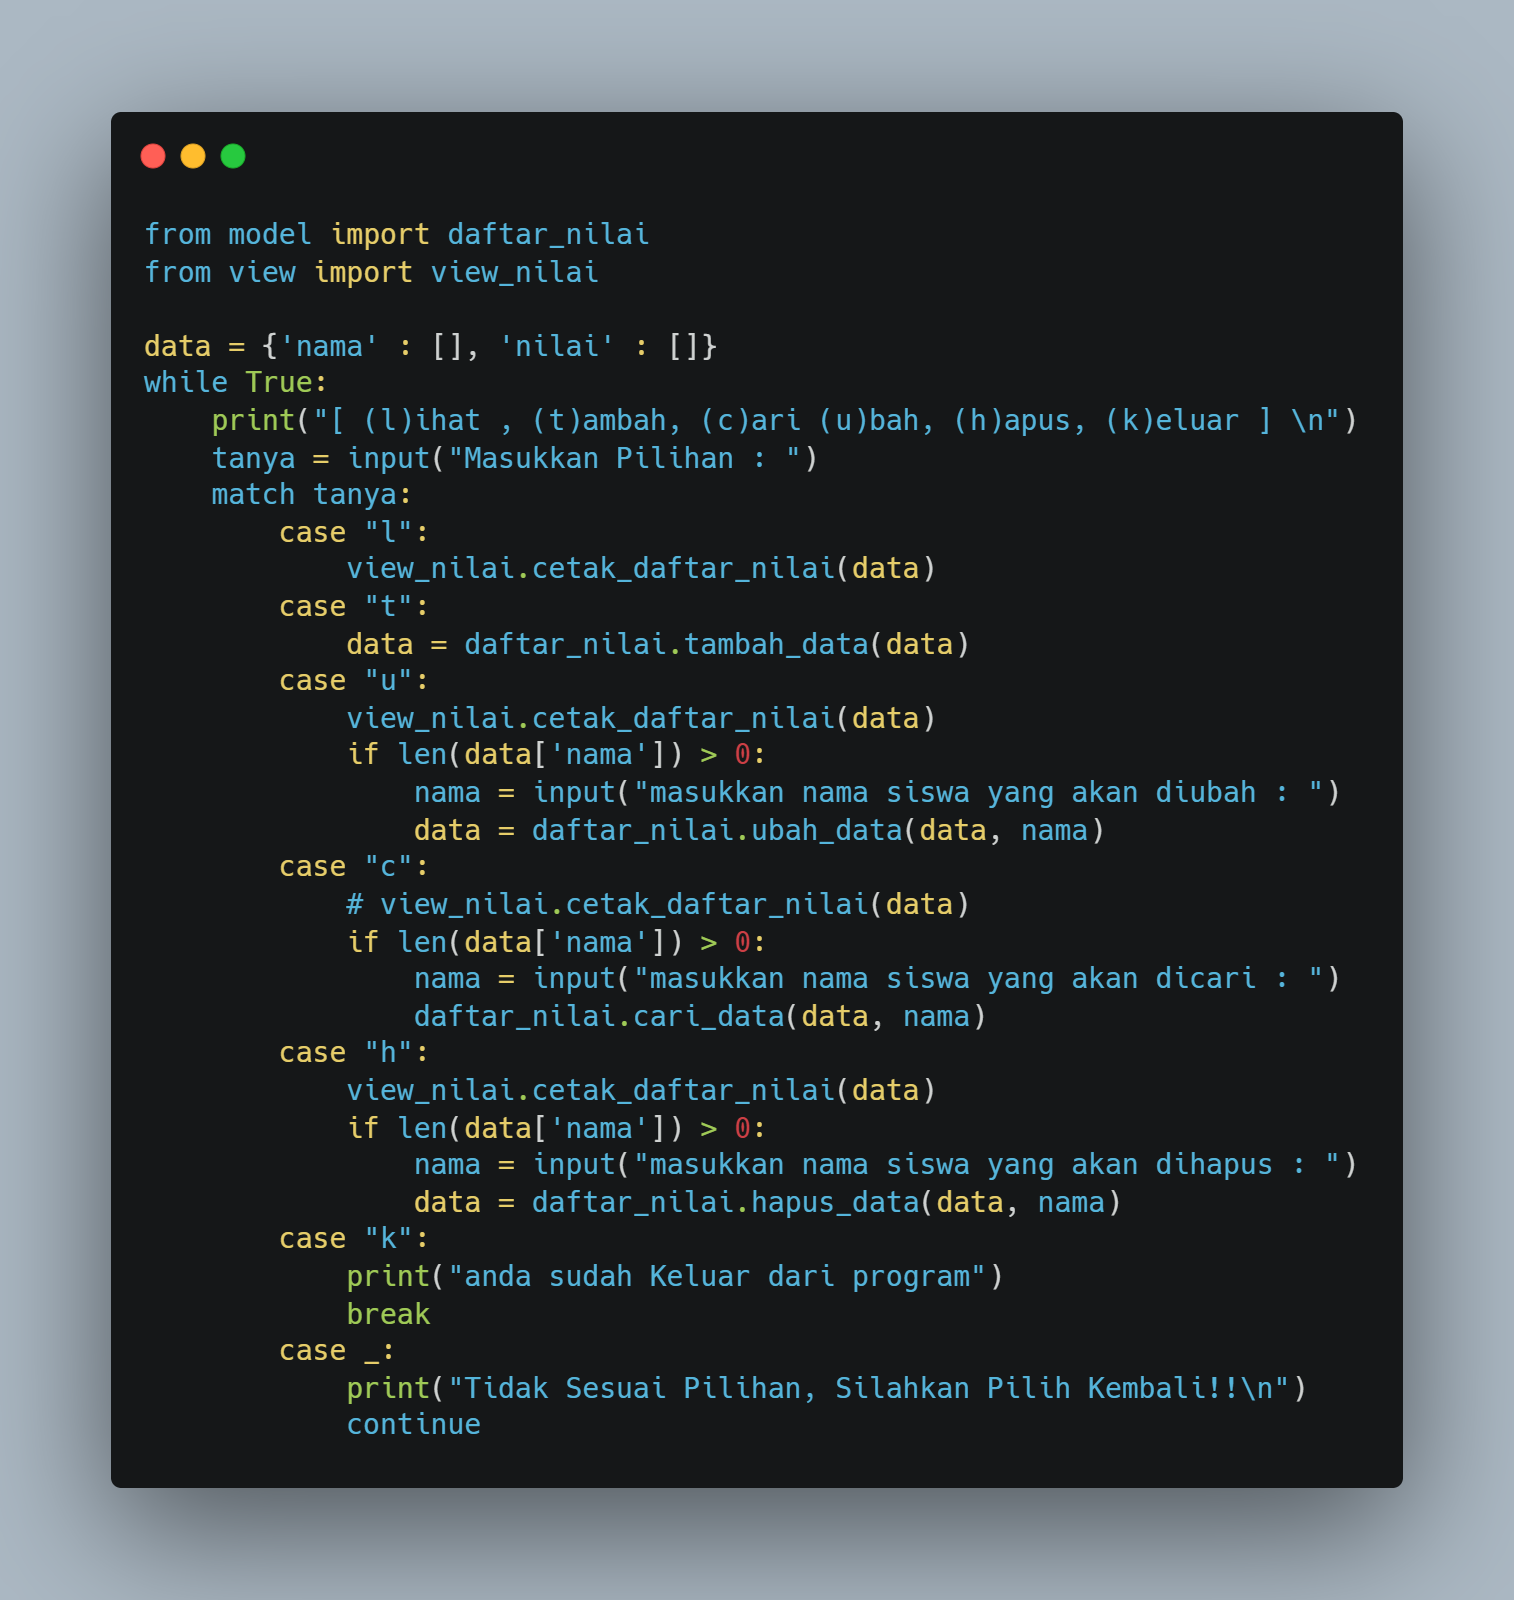 from model import daftar_nilai
from view import view_nilai

data = {'nama' : [], 'nilai' : []}
while True:
    print("[ (l)ihat , (t)ambah, (c)ari (u)bah, (h)apus, (k)eluar ] \n")
    tanya = input("Masukkan Pilihan : ")
    match tanya:
        case "l":
            view_nilai.cetak_daftar_nilai(data)
        case "t":
            data = daftar_nilai.tambah_data(data)
        case "u":
            view_nilai.cetak_daftar_nilai(data)
            if len(data['nama']) > 0:
                nama = input("masukkan nama siswa yang akan diubah : ")
                data = daftar_nilai.ubah_data(data, nama)
        case "c":
            # view_nilai.cetak_daftar_nilai(data)
            if len(data['nama']) > 0:
                nama = input("masukkan nama siswa yang akan dicari : ")
                daftar_nilai.cari_data(data, nama)
        case "h":
            view_nilai.cetak_daftar_nilai(data)
            if len(data['nama']) > 0:
                nama = input("masukkan nama siswa yang akan dihapus : ")
                data = daftar_nilai.hapus_data(data, nama)
        case "k":
            print("anda sudah Keluar dari program")
            break
        case _:
            print("Tidak Sesuai Pilihan, Silahkan Pilih Kembali!!\n")
            continue